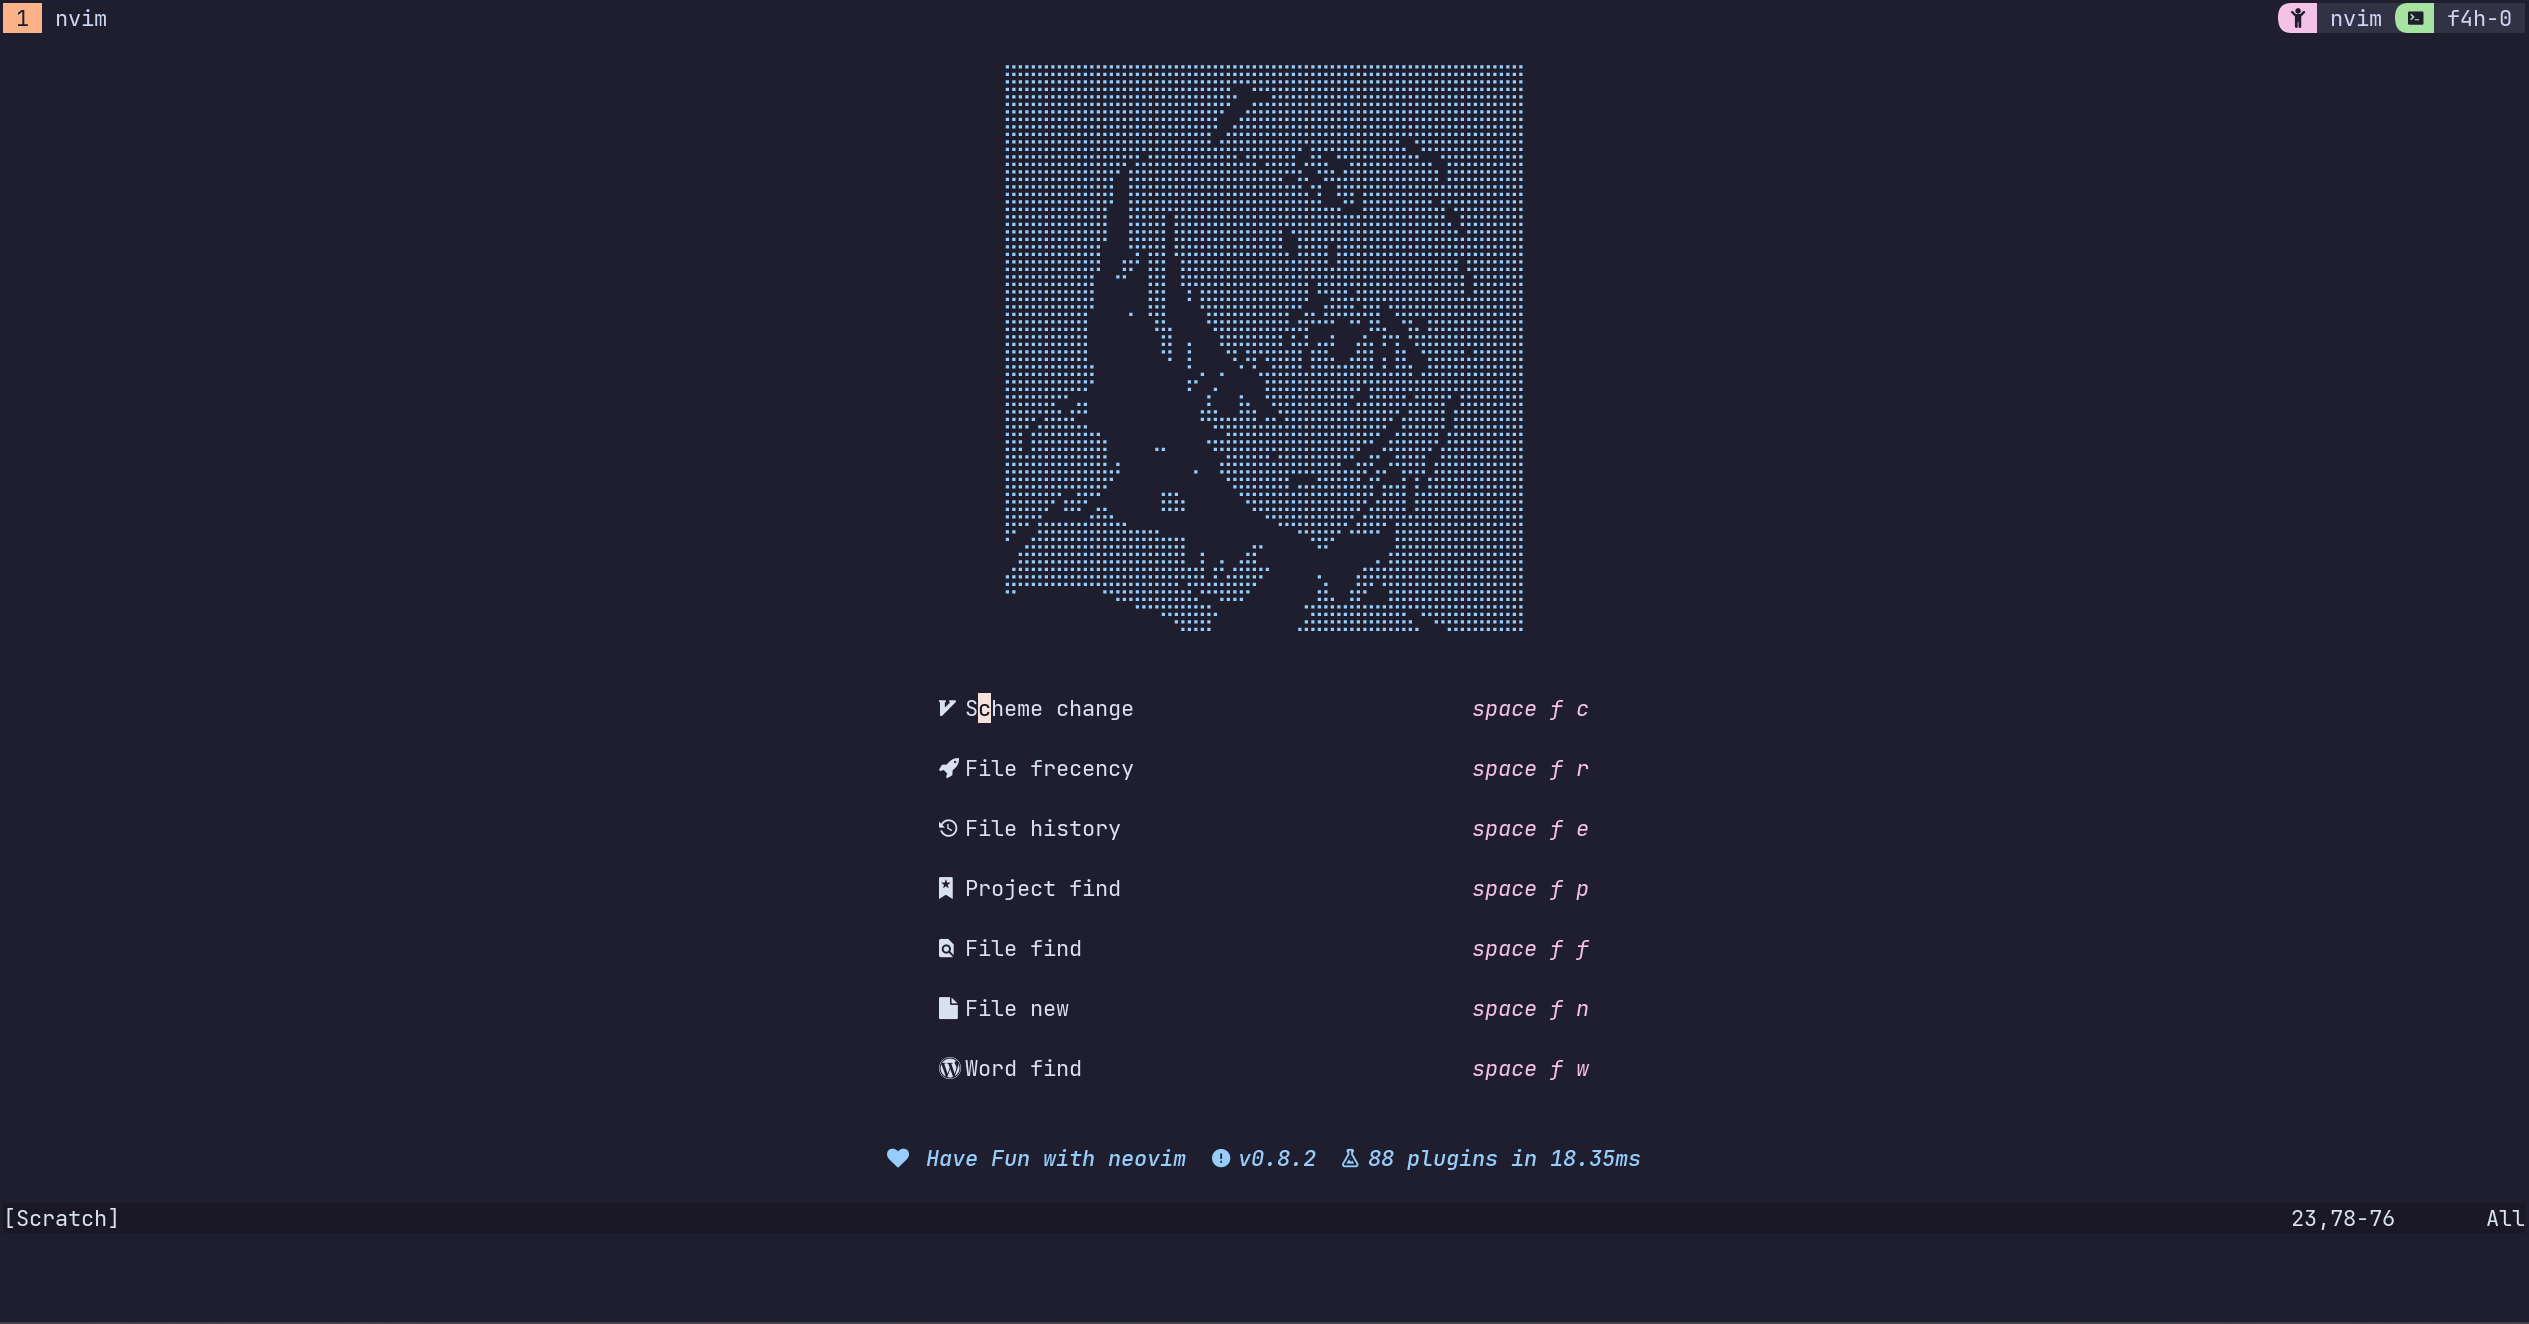 1 nvim nvim f4h-0
Scheme change space f c
File frecency space f r
File history space f e
Project find space f p
File find space f f
File new space f n
Word find space f w
Have Fun with neovim v0.8.2 88 plugins in 18.35ms
[Scratch] 23,78-76 All